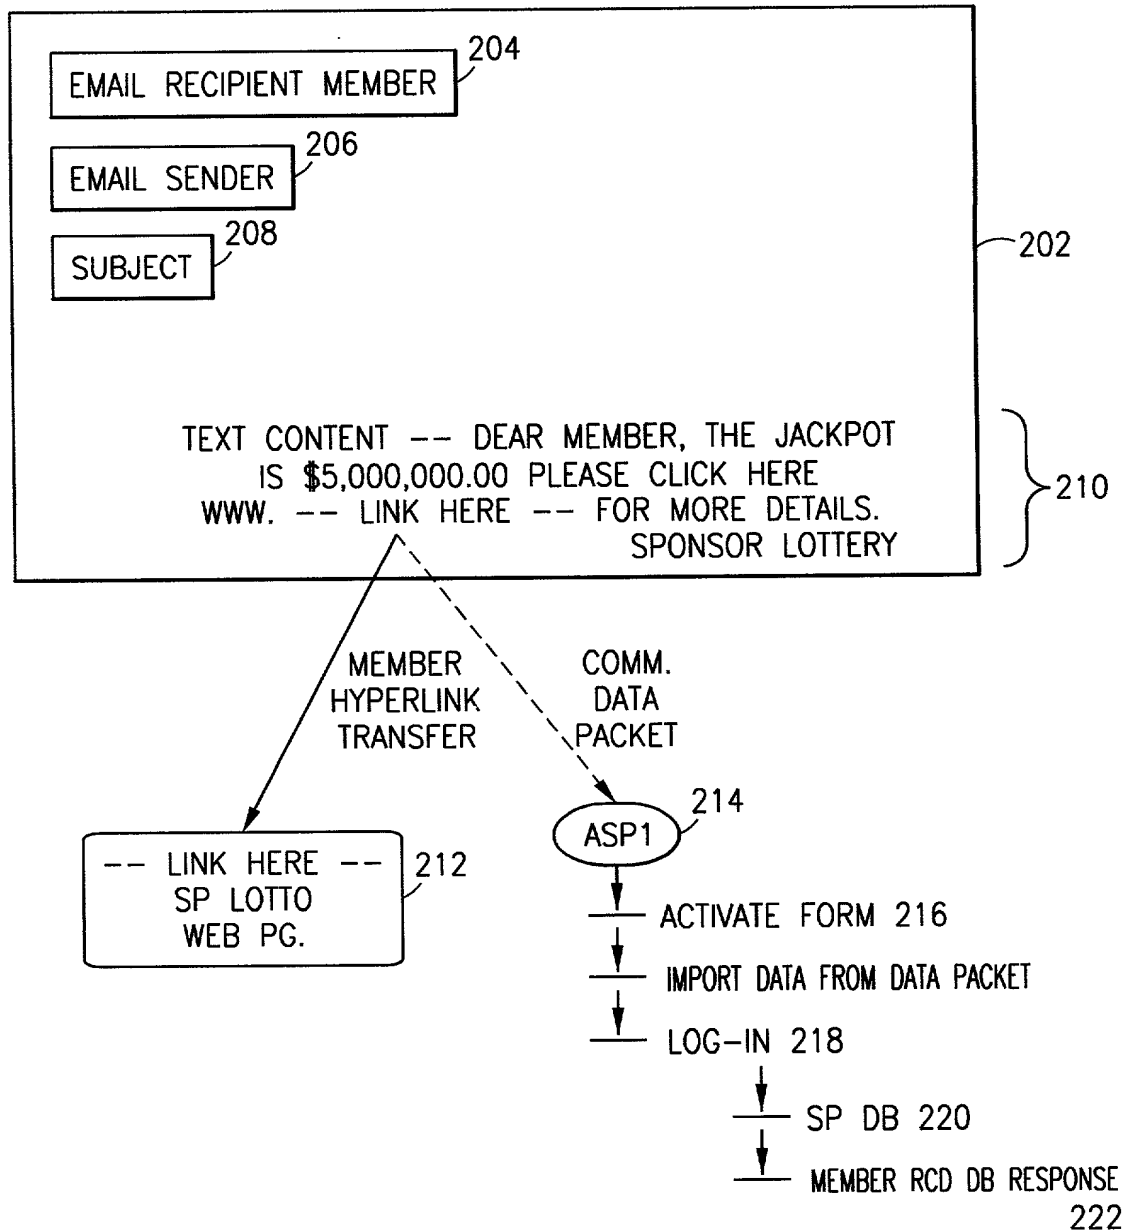 EMAIL RECIPIENT MEMBER
204
EMAIL SENDER
206
SUBJECT
208
202
TEXT CONTENT -- DEAR MEMBER, THE JACKPOT
IS $5,000,000.00 PLEASE CLICK HERE
WWW. -- LINK HERE -- FOR MORE DETAILS.
SPONSOR LOTTERY
210
MEMBER
HYPERLINK
TRANSFER
COMM.
DATA
PACKET
-- LINK HERE --
SP LOTTO
WEB PG.
212
ASP1
214
ACTIVATE FORM 216
IMPORT DATA FROM DATA PACKET
LOG-IN 218
SP DB 220
MEMBER RCD DB RESPONSE
222